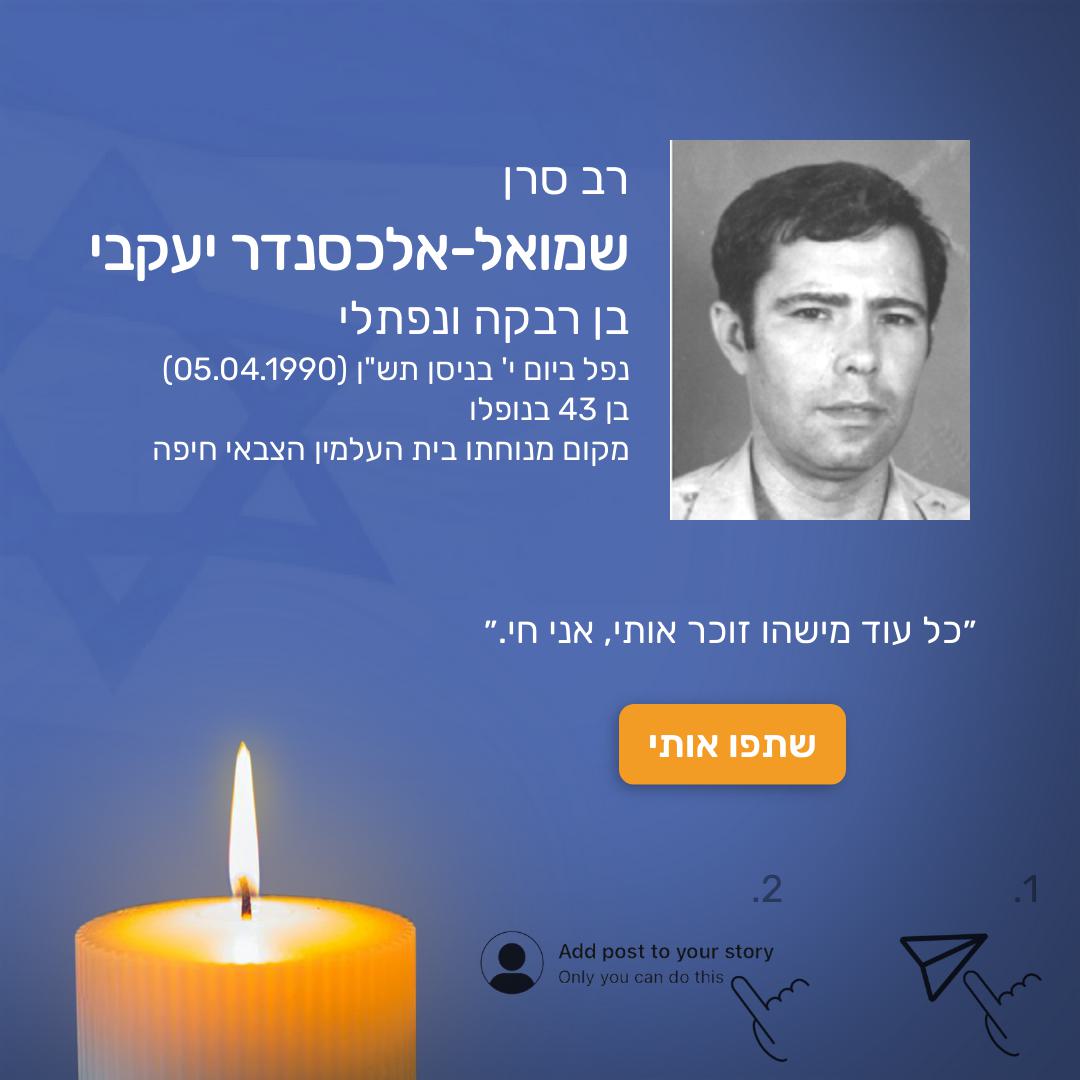 רב סרן
שמואל-אלכסנדר יעקבי
בן רבקה ונפתלי
נפל ביום י' בניסן תש"ן (05.04.1990)
בן 43 בנופלו
מקום מנוחתו בית העלמין הצבאי חיפה
״כל עוד מישהו זוכר אותי, אני חי.״
שתפו אותי
.1
.2
Add post to your story
Only you can do this